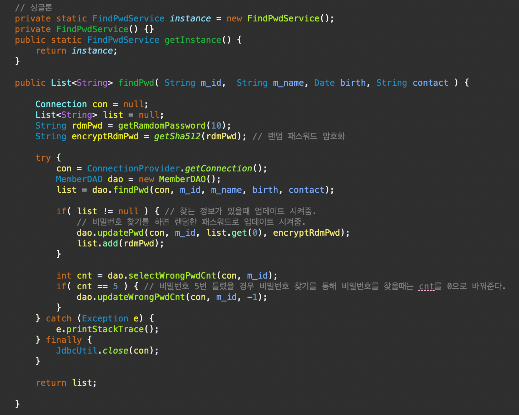 // 싱글톤
private static FindPwdService instance = new FindPwdService();
private FindPwdService() {}
public static FindPwdService getInstance() {
return instance;
}
public List<String> findPwd( String m_id,  String m_name, Date birth, String contact ) {
Connection con = null;
List<String> list = null;
String rdmPwd = getRamdomPassword(10);
String encryptRdmPwd = getSha512(rdmPwd); // 랜덤 패스워드 암호화
try {
con = ConnectionProvider.getConnection();
MemberDAO dao = new MemberDAO();
list = dao.findPwd(con, m_id, m_name, birth, contact);
if( list != null ) { // 찾는 정보가 있을때 업데이트 시켜줌.
// 비밀번호 찾기를 하면 랜덤한 패스워드로 업데이트 시켜줌.
dao.updatePwd(con, m_id, list.get(0), encryptRdmPwd);
list.add(rdmPwd);
}
int cnt = dao.selectWrongPwdCnt(con, m_id);
if( cnt == 5 ) { // 비밀번호 5번 틀렸을 경우 비밀번호 찾기를 통해 비밀번호를 찾을때는 cnt를 0으로 바꿔준다.
dao.updateWrongPwdCnt(con, m_id, -1);
}
} catch (Exception e) {
e.printStackTrace();
} finally {
JdbcUtil.close(con);
}
return list;
}